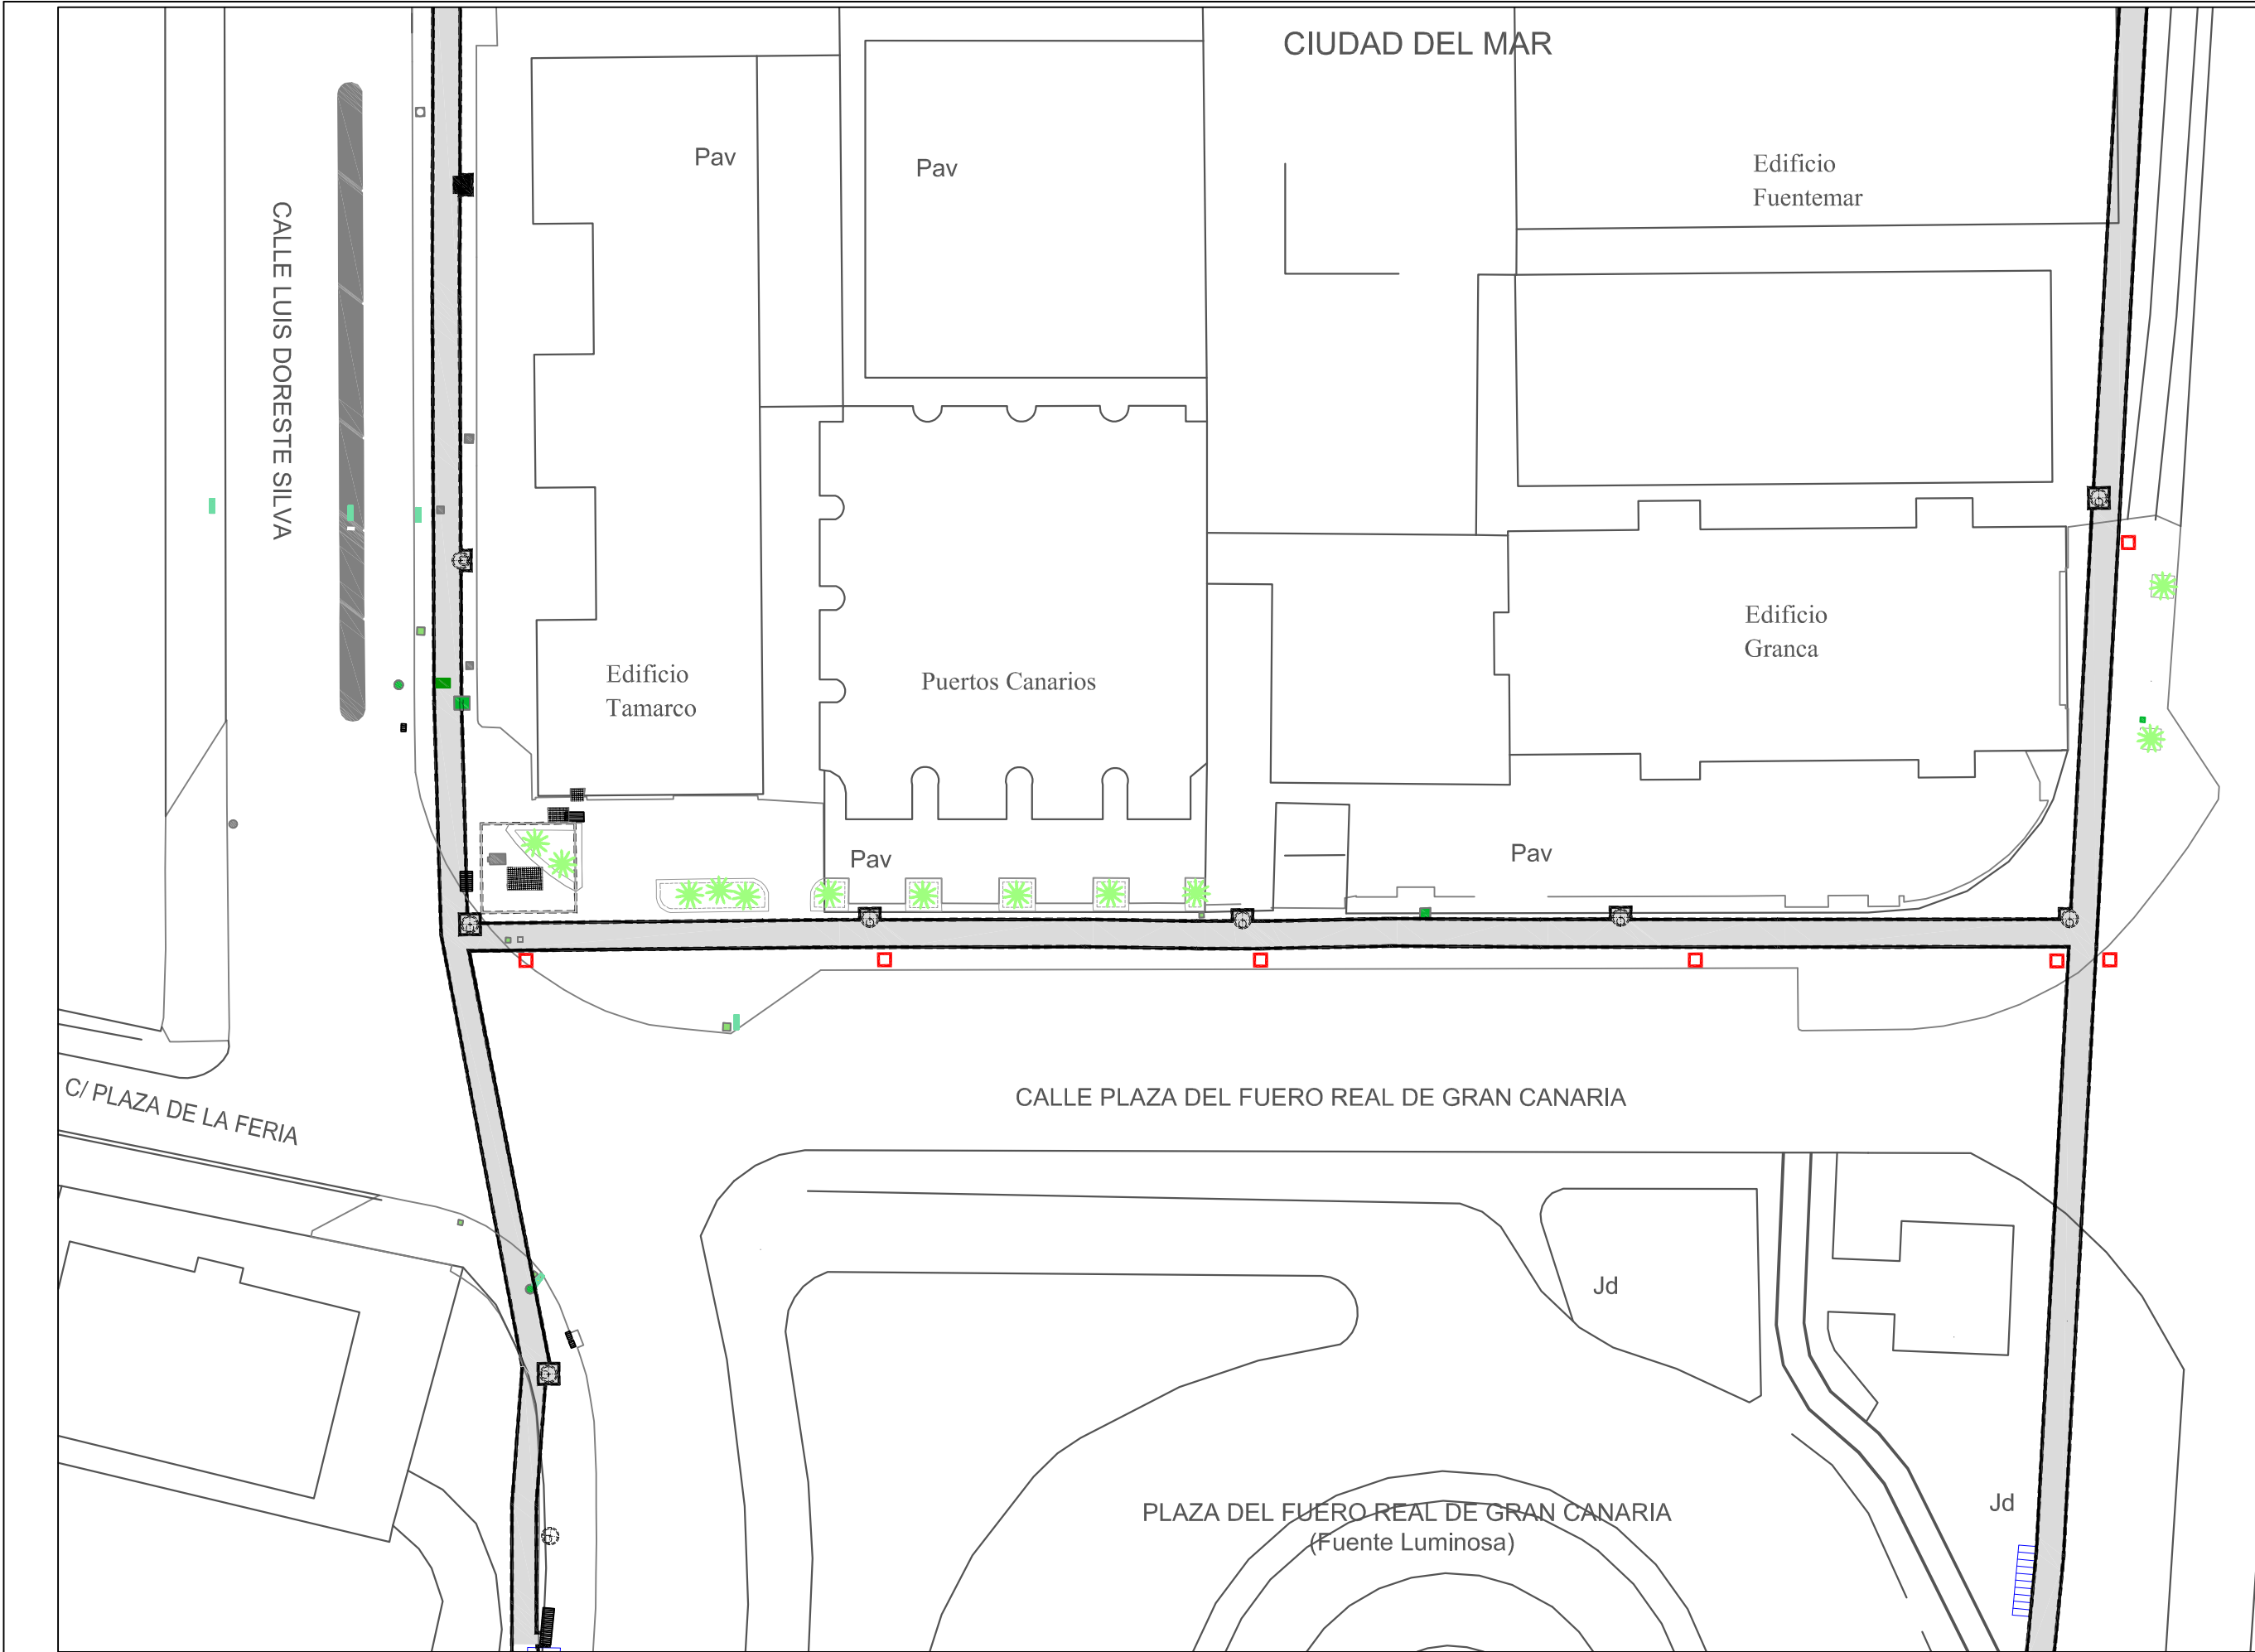 CIUDAD DEL MAR
Pav
Pav
Edificio
Fuentemar
CALLE LUIS DORESTE SILVA
Edificio
Granca
Edificio
Tamarco
Puertos Canarios
Pav
Pav
C/ PLAZA DE LA FERIA
CALLE PLAZA DEL FUERO REAL DE GRAN CANARIA
Jd
PLAZA DEL FUERO REAL DE GRAN CANARIA
(Fuente Luminosa)
Jd